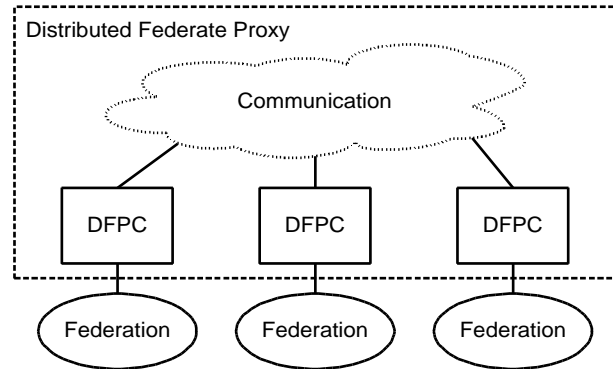 Distributed Federate Proxy
Communication
DFPC DFPC DFPC
Federation Federation Federation